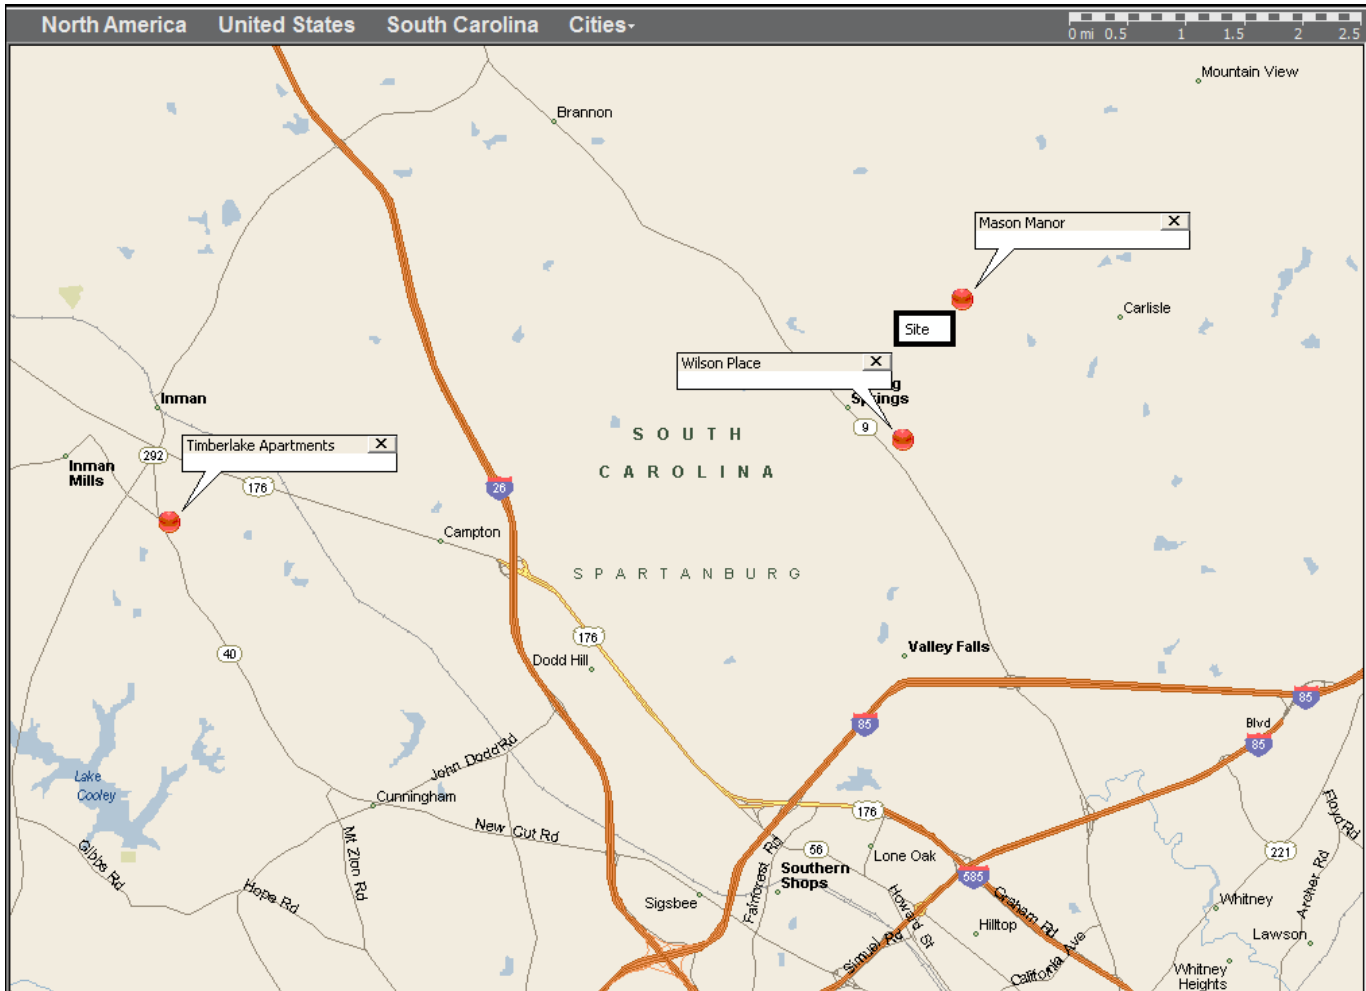 North America United States South Carolina Cities
0 mi 0.5 1 1.5 2 2.5
Mountain View
Brannon
Mason Manor
Carlisle
Site
Wilson Place
g
Springs
9
Inman
SOUTH
CAROLINA
Timberlake Apartments
292
Inman
Mills
176
26
Campton
SPARTANBURG
176
Valley Falls
40
Dodd Hill
85
85
Blvd
85
John Dodd Rd
Lake
Cooley
Cunningham
New Cut Rd
Mt Zion Rd
Gibbs Rd
Hope Rd
176
Floyd Rd
56
Lone Oak
221
Fairforest Rd
Southern
Shops
585
Archer Rd
Sigsbee
Howard St
Graham Rd
Whitney
Hilltop
Lawson
Simuel Rd
California Ave
Whitney
Heights